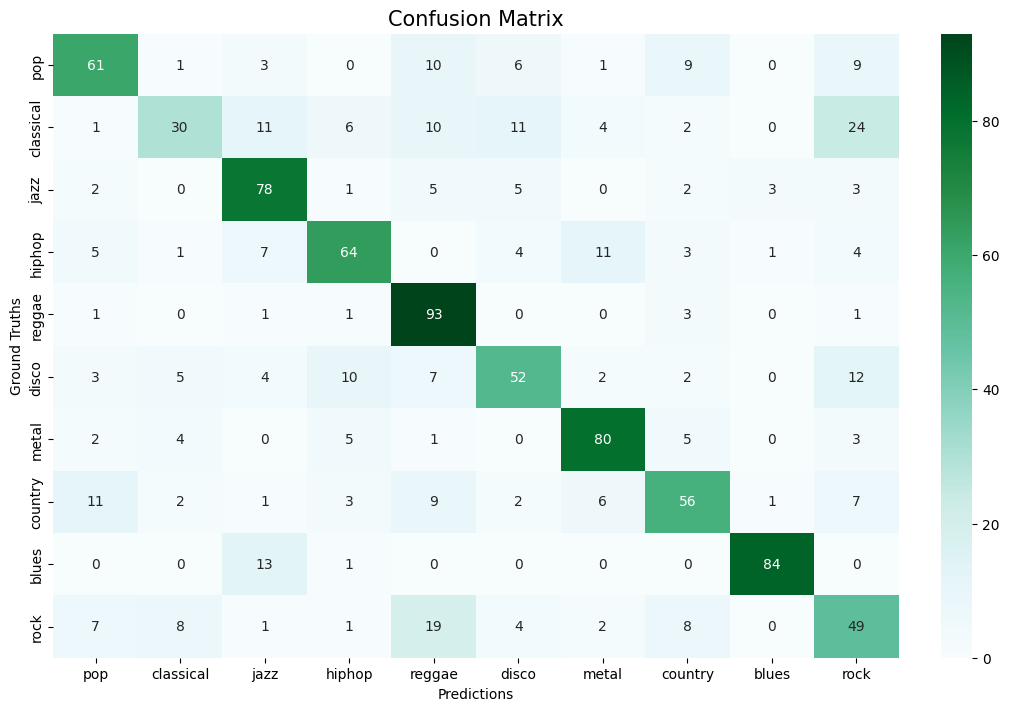 Confusion Matrix
pop 61 1 3 0 10 6 1 9 0 9
classical 1 30 11 6 10 11 4 2 0 24
jazz 2 0 78 1 5 5 0 2 3 3
hiphop 5 1 7 64 0 4 11 3 1 4
reggae 1 0 1 1 93 0 0 3 0 1
disco 3 5 4 10 7 52 2 2 0 12
metal 2 4 0 5 1 0 80 5 0 3
country 11 2 1 3 9 2 6 56 1 7
blues 0 0 13 1 0 0 0 0 84 0
rock 7 8 1 1 19 4 2 8 0 49
pop classical jazz hiphop reggae disco metal country blues rock
Predictions
Ground Truths
80
60
40
20
0